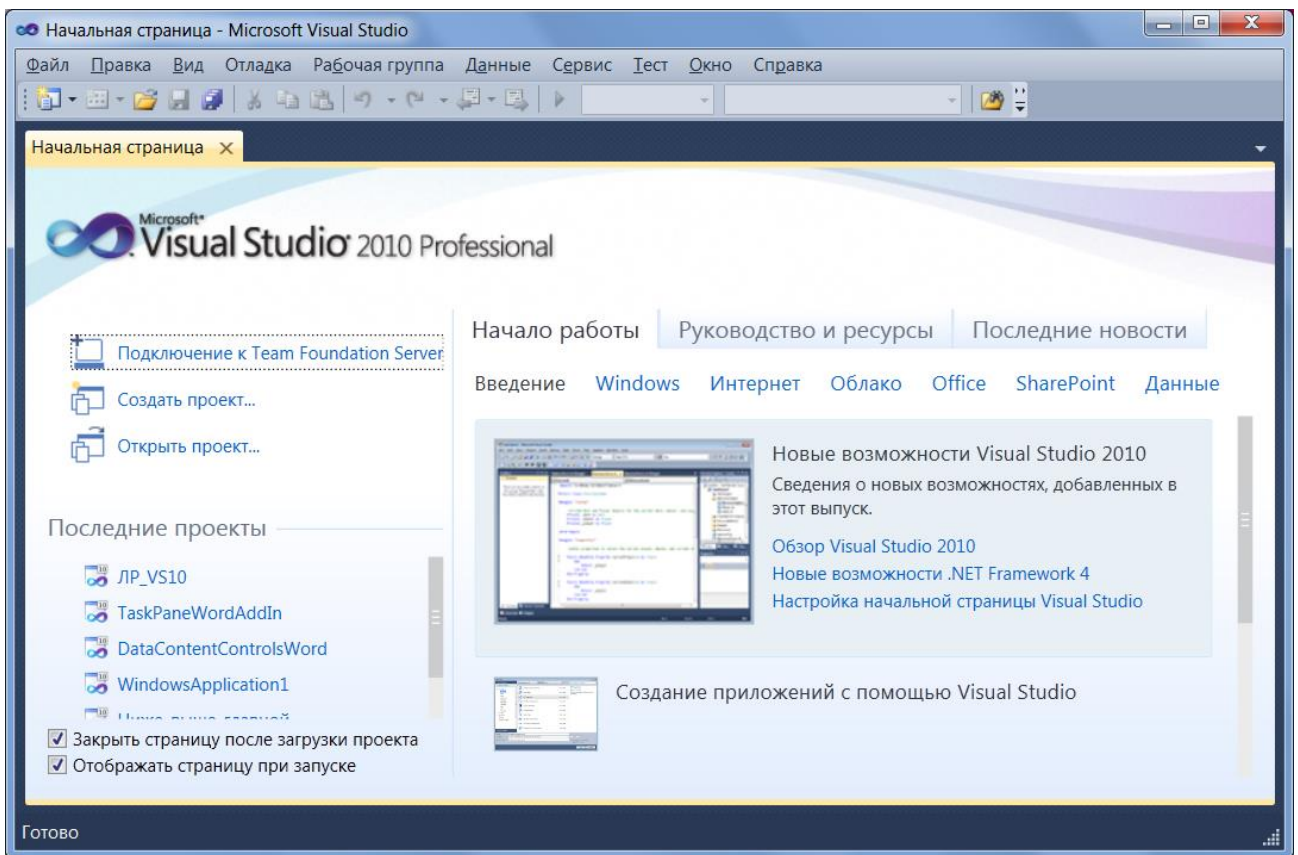 Начальная страница - Microsoft Visual Studio
Файл Правка Вид Отладка Рабочая группа Данные Сервис Тест Окно Справка
Начальная страница
Microsoft
Visual Studio 2010 Professional
Подключение к Team Foundation Server
Создать проект...
Открыть проект...
Последние проекты
ЛР_VS10
TaskPaneWordAddIn
DataContentControlsWord
WindowsApplication1
Закрыть страницу после загрузки проекта
Отображать страницу при запуске
Начало работы Руководство и ресурсы Последние новости
Введение Windows Интернет Облако Office SharePoint Данные
Новые возможности Visual Studio 2010
Сведения о новых возможностях, добавленных в
этот выпуск.
Обзор Visual Studio 2010
Новые возможности .NET Framework 4
Настройка начальной страницы Visual Studio
Создание приложений с помощью Visual Studio
Готово